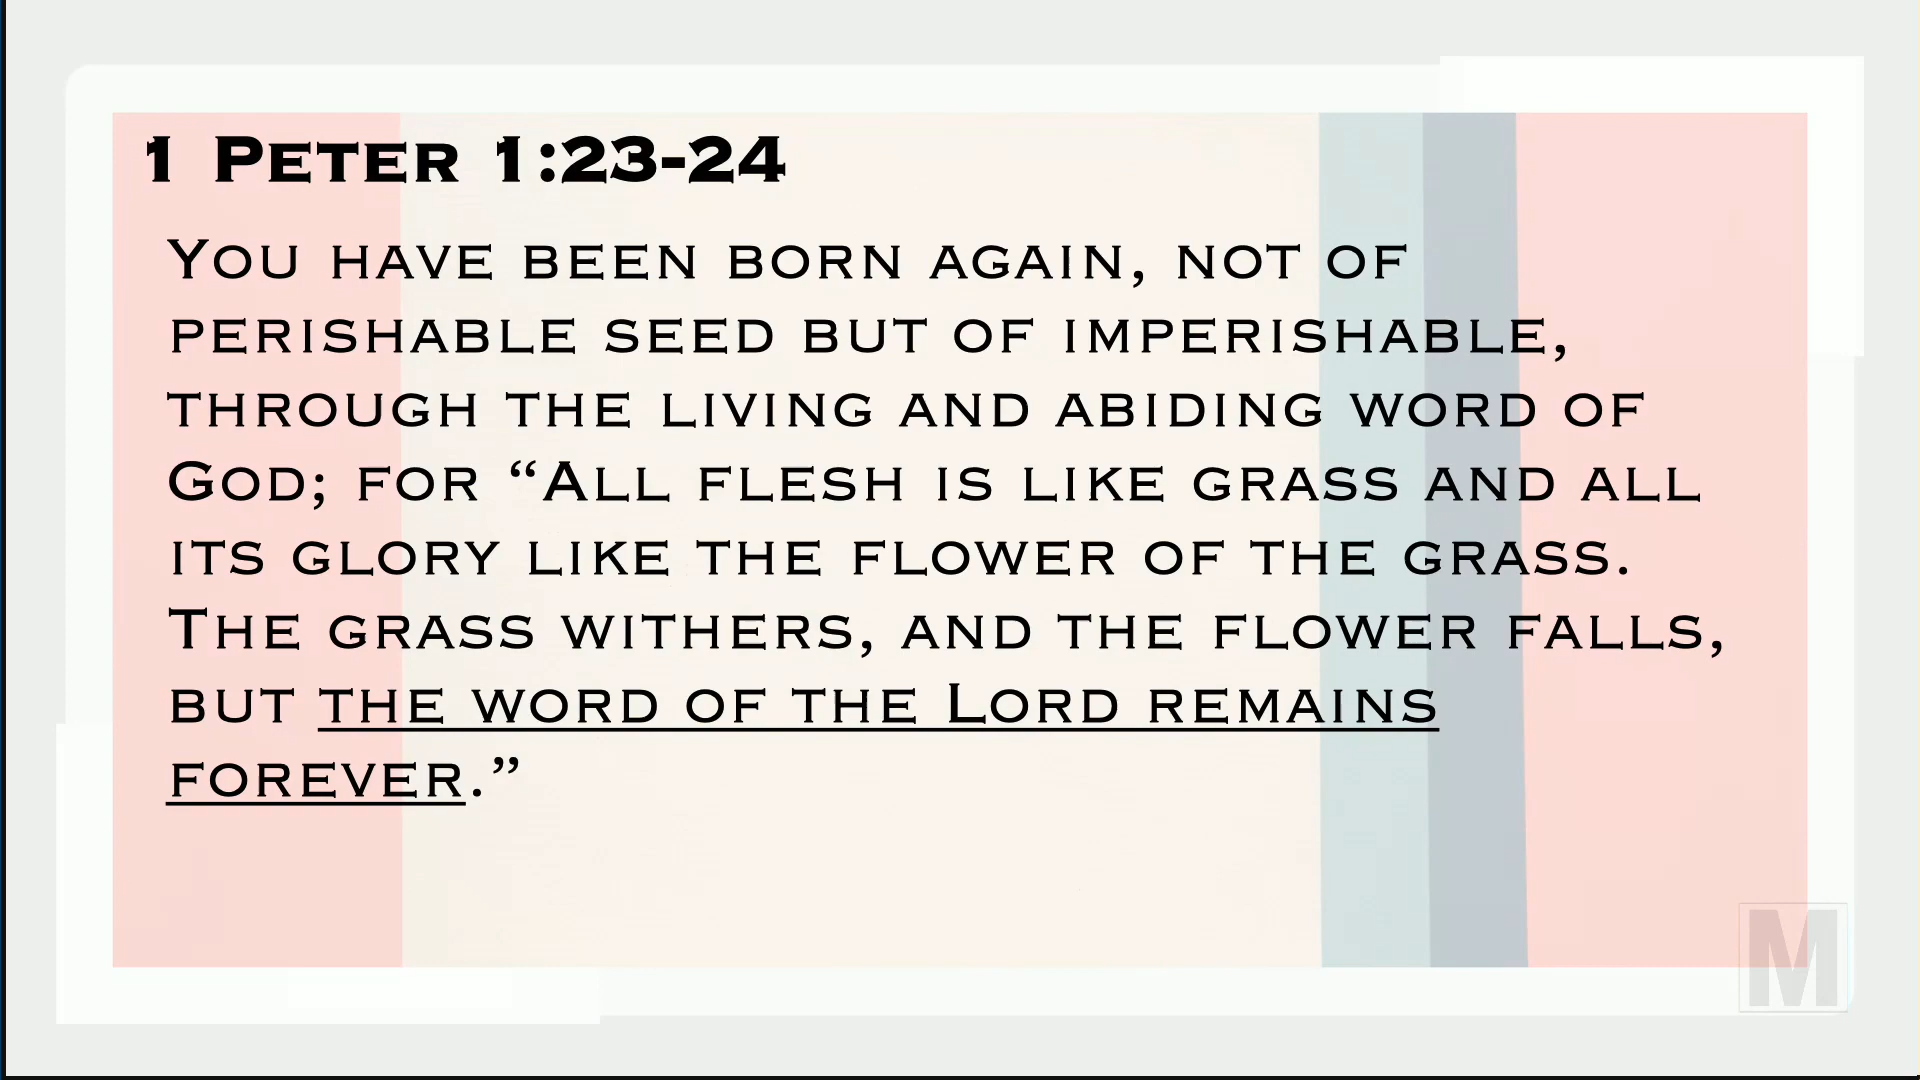 1 Peter 1:23-24
You have been born again, not of
perishable seed but of imperishable,
through the living and abiding word of
God; for “All flesh is like grass and all
its glory like the flower of the grass.
The grass withers, and the flower falls,
but the word of the Lord remains
forever.”
M